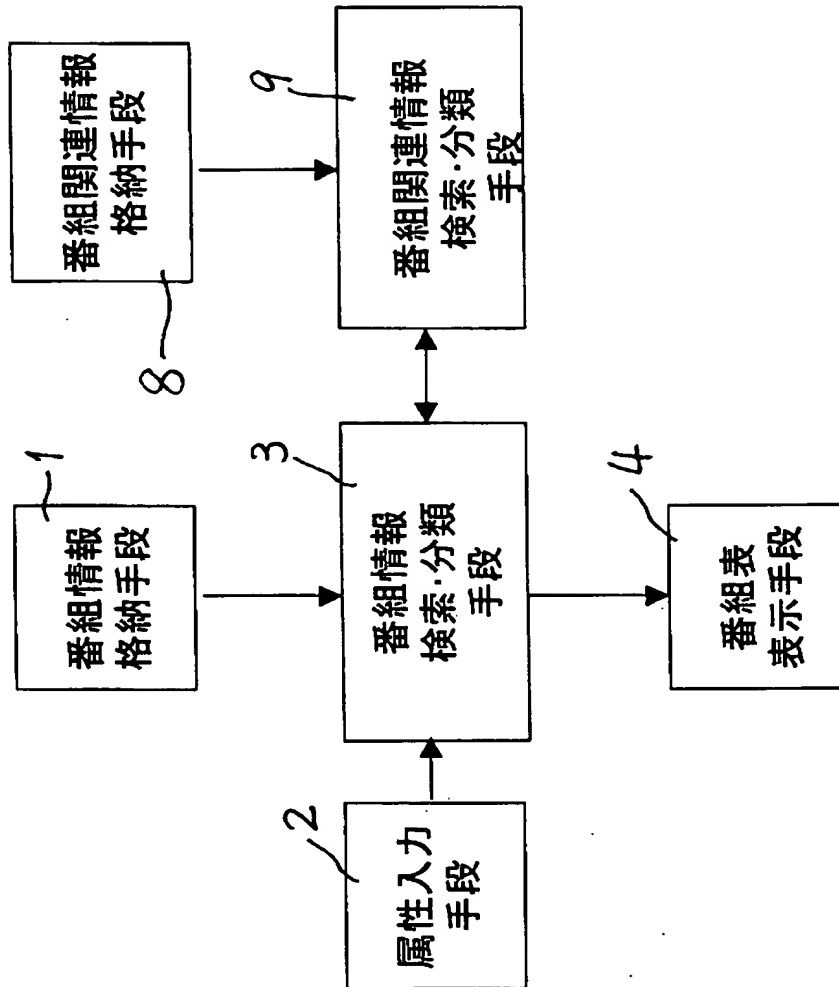 1
番組情報
格納手段
8
番組関連情報
格納手段
2
属性入力
手段
3
番組情報
検索・分類
手段
9
番組関連情報
検索・分類
手段
4
番組表
表示手段